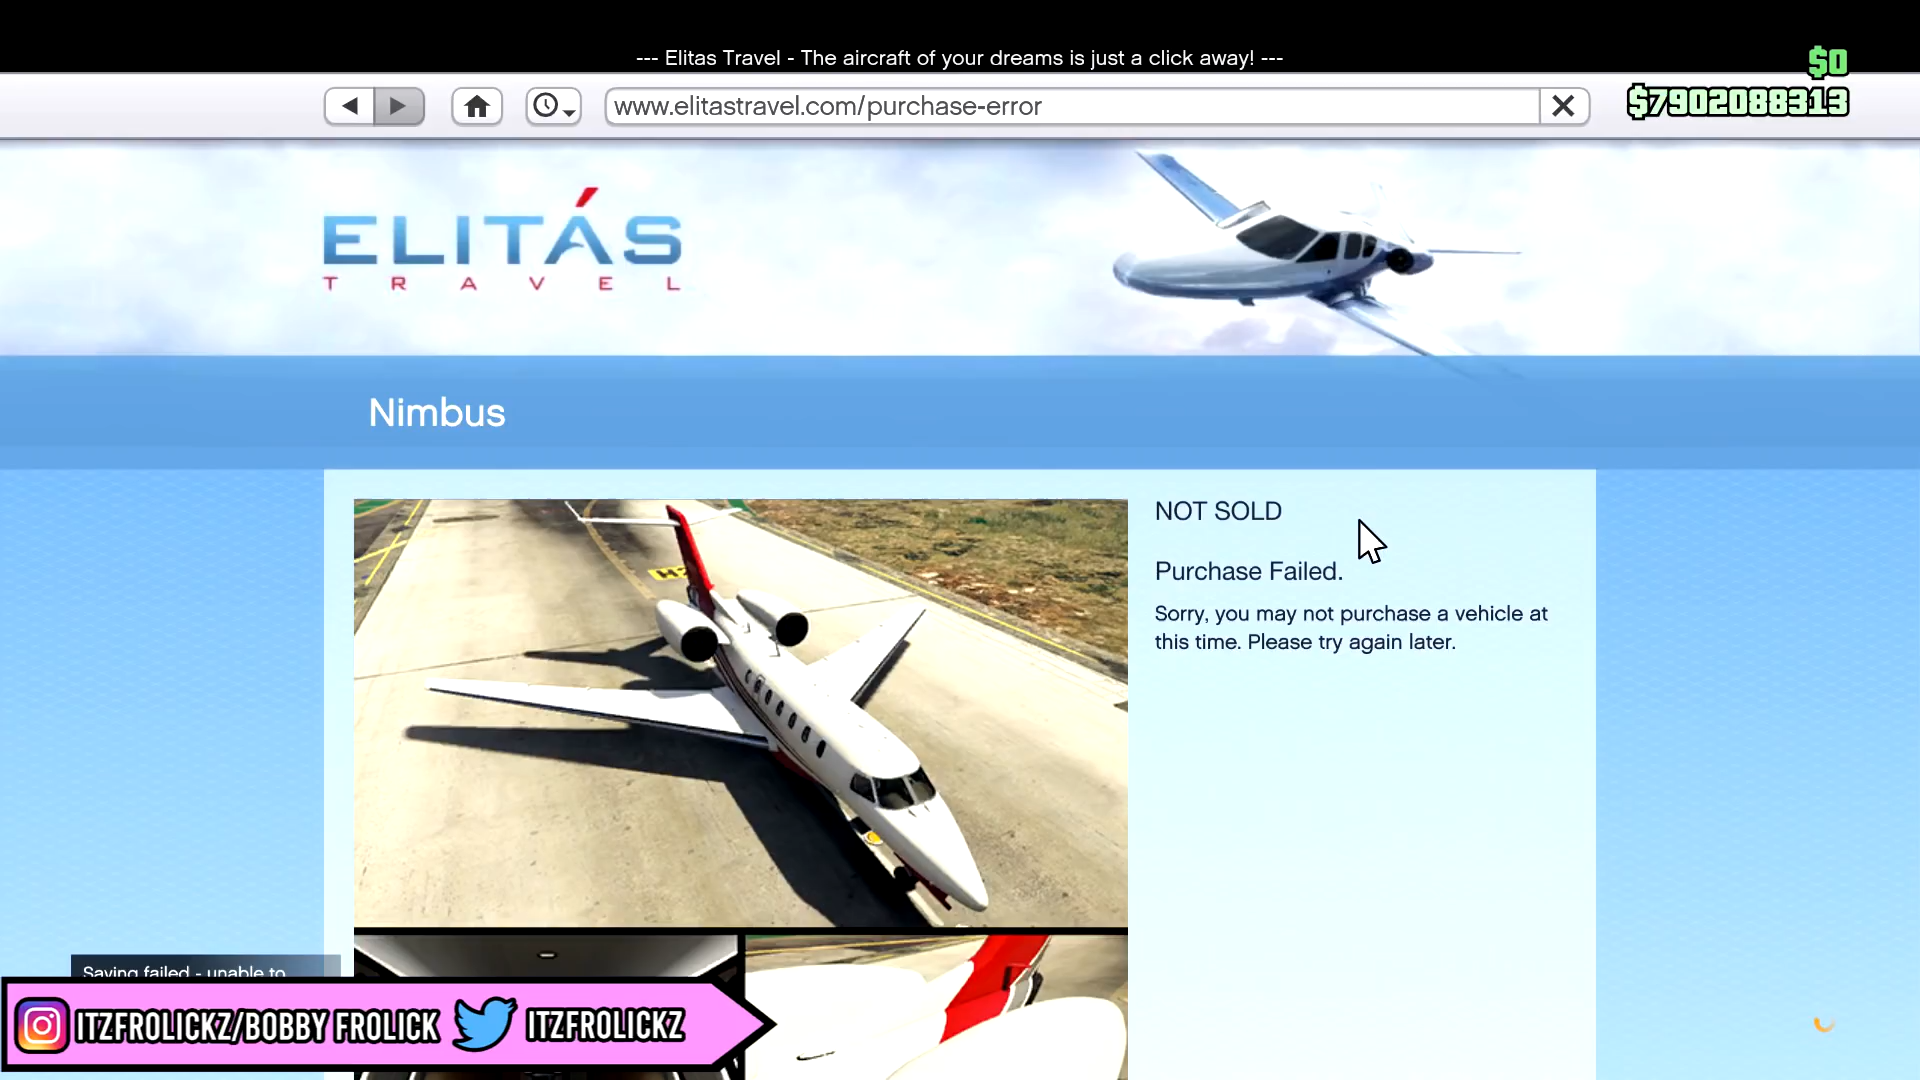 --- Elitas Travel - The aircraft of your dreams is just a click away! ---
$0
www.elitastravel.com/purchase-error
$7902088313
ELITÁS
TRAVEL
Nimbus
NOT SOLD
Purchase Failed.
Sorry, you may not purchase a vehicle at
this time. Please try again later.
Saving failed - unable to
ITZFROLICKZ/BOBBY FROLICK
ITZFROLICKZ